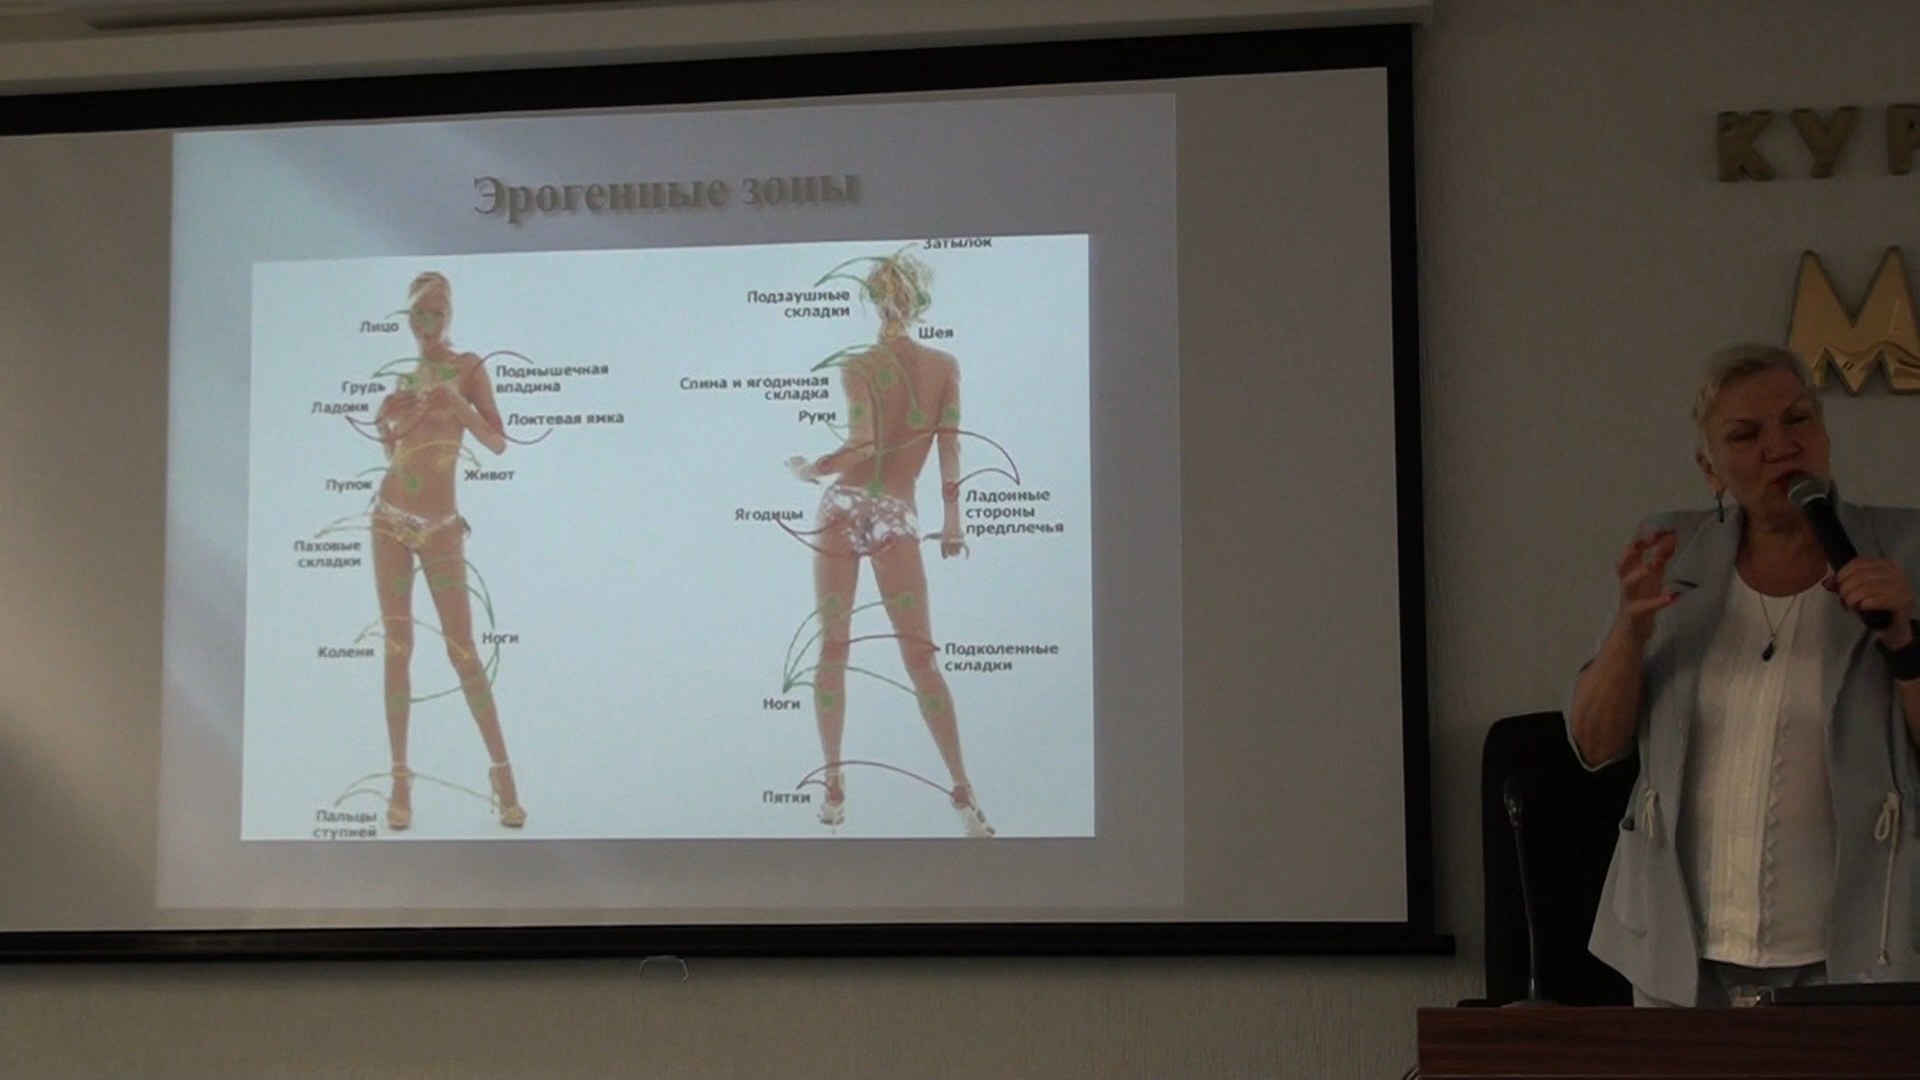 Эрогенные зоны
Затылок
Подзаушные
складки
Лицо
Шея
Подмышечная
впадина
Грудь
Ладони
Локтевая ямка
Спина и ягодичная
складка
Руки
Живот
Пупок
Ладонные
стороны
предплечья
Ягодицы
Паховые
складки
Ноги
Колени
Подколенные
складки
Ноги
Пятки
Пальцы
ступней
КУР
М